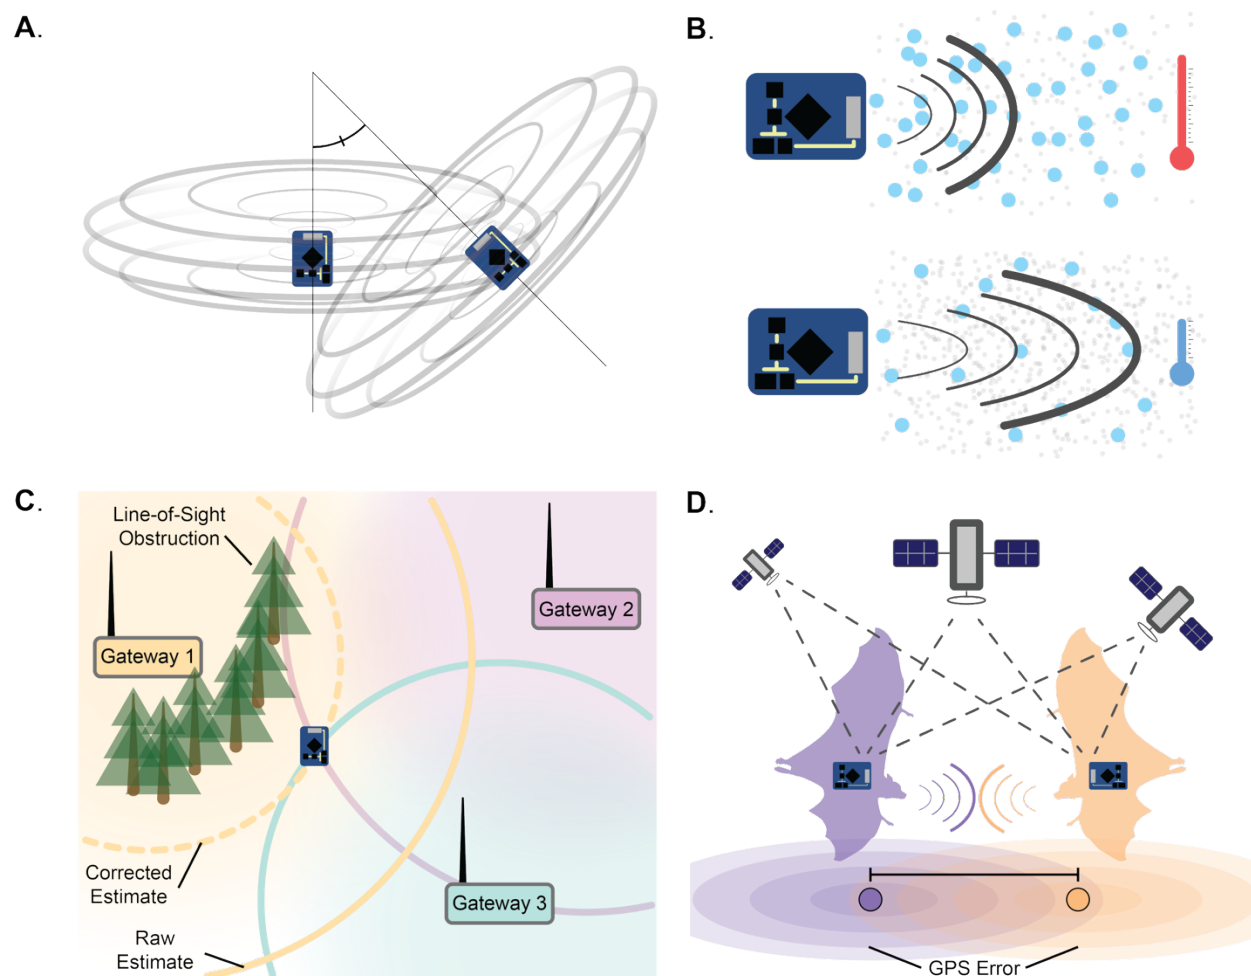 A.
B.
C.
Line-of-Sight
Obstruction
Gateway 1
Gateway 2
Gateway 3
Corrected
Estimate
Raw
Estimate
D.
GPS Error